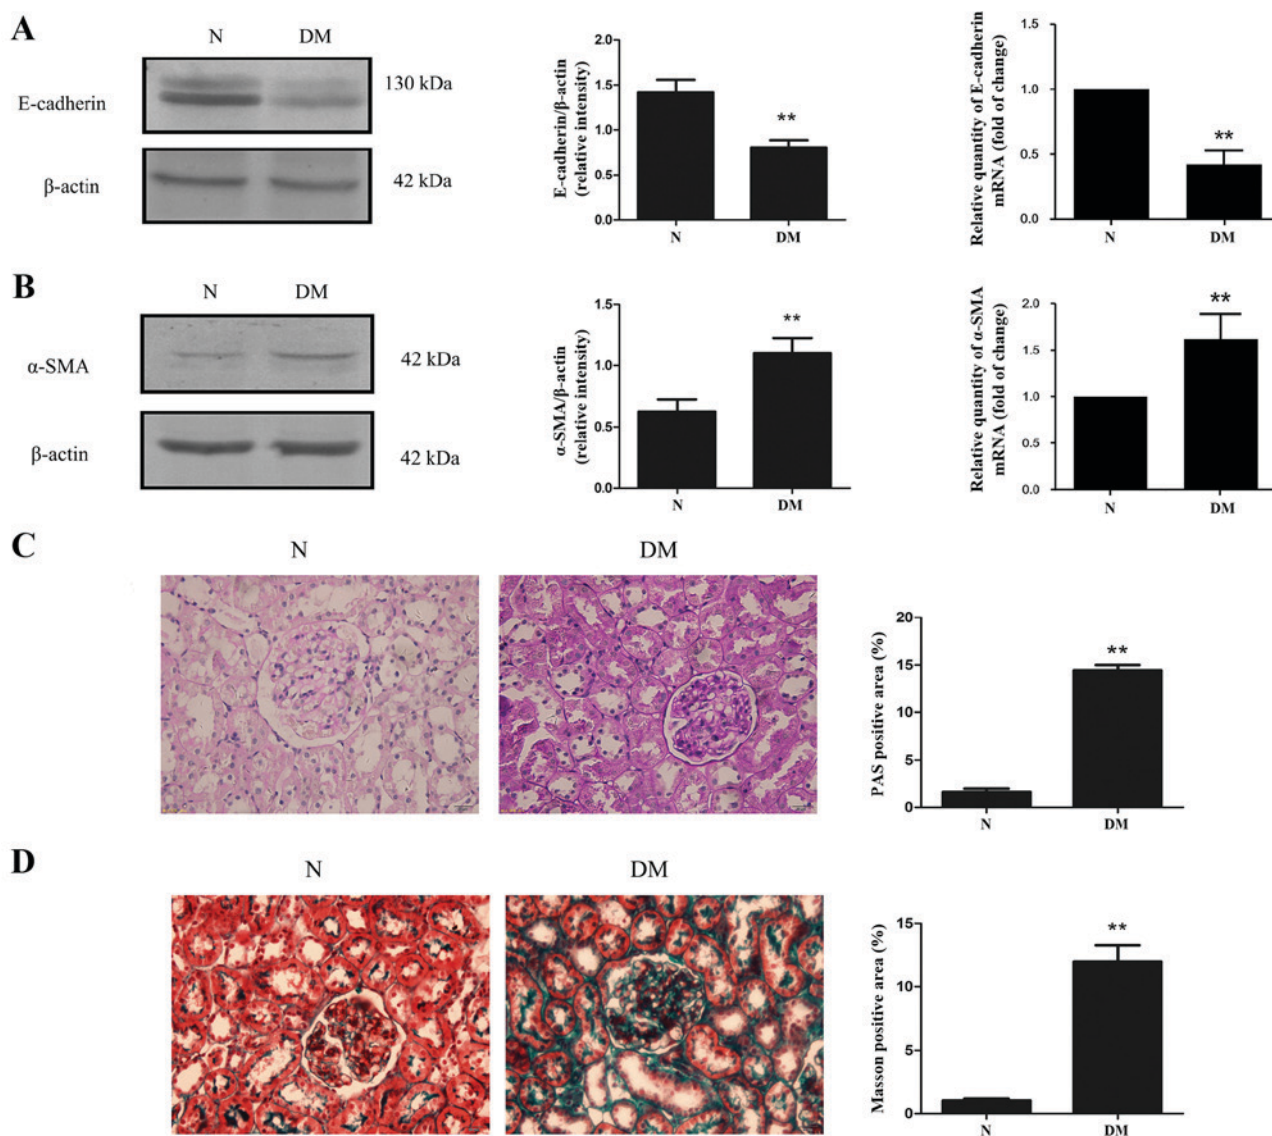 A
N DM
E-cadherin
130 kDa
β-actin
42 kDa
E-cadherin/β-actin
(relative intensity)
2.0
1.5
1.0
0.5
0.0
**
N DM
Relative quantity of E-cadherin
mRNA (fold of change)
1.5
1.0
0.5
0.0
**
N DM
B
N DM
α-SMA
42 kDa
β-actin
42 kDa
α-SMA/β-actin
(relative intensity)
1.5
1.0
0.5
0.0
**
N DM
Relative quantity of α-SMA
mRNA (fold of change)
2.0
1.5
1.0
0.5
0.0
**
N DM
C
N DM
PAS positive area (%)
20
15
10
5
0
**
N DM
D
N DM
Masson positive area (%)
15
10
5
0
**
N DM